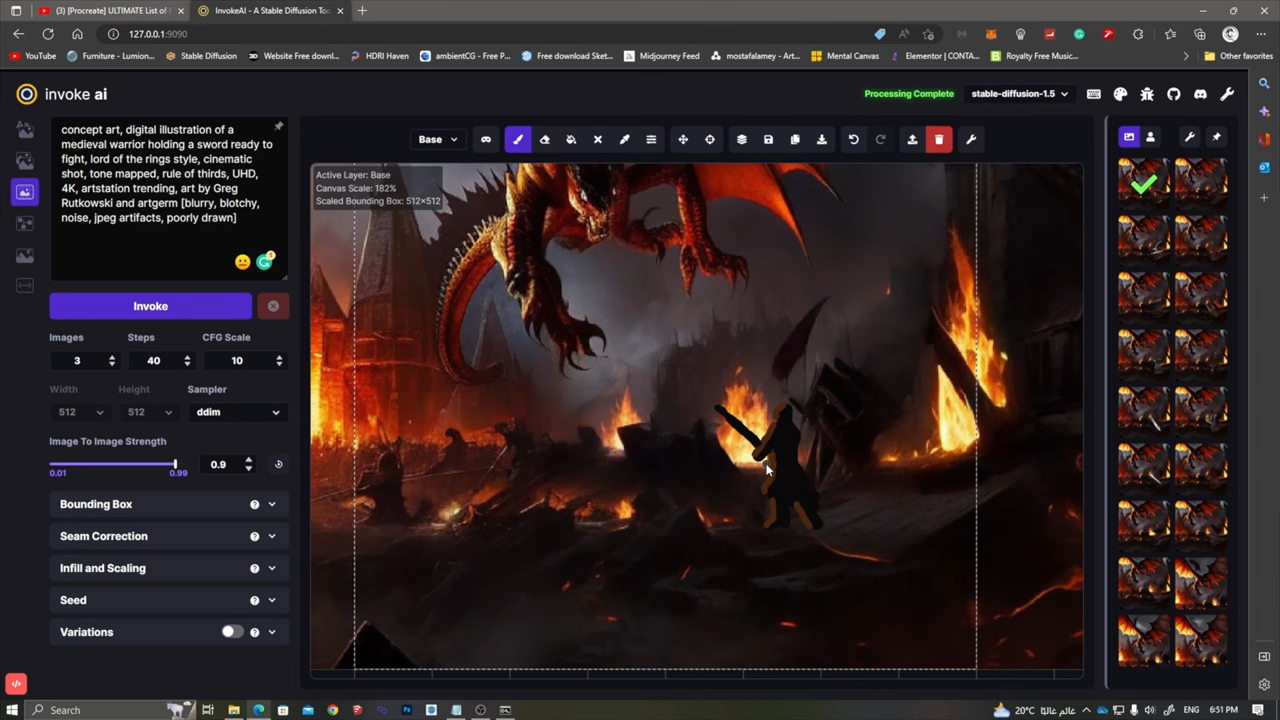 [3] [Procreate] ULTIMATE List of
InvokeAI - A Stable Diffusion Too
127.0.0.1:9090
YouTube
Furniture - Lumion...
Stable Diffusion
Website Free downl...
HDRI Haven
ambientCG - Free P...
Free download Sket...
Midjourney Feed
mostafalamey - Art...
Mental Canvas
Elementor (CONTA...
Royalty Free Music...
Other favorites
invoke ai
Processing Complete
stable-diffusion-1.5
concept art, digital illustration of a
medieval warrior holding a sword ready to
fight, lord of the rings style, cinematic
shot, tone mapped, rule of thirds, UHD,
4K, artstation trending, art by Greg
Rutkowski and artgerm [blurry, blotchy,
noise, jpeg artifacts, poorly drawn]
Base
Active Layer: Base
Canvas Scale: 182%
Scaled Bounding Box: 512×512
Invoke
Images
Steps
CFG Scale
3
40
10
Width
Height
Sampler
512
512
ddim
Image To Image Strength
0.9
0.01
0.99
Bounding Box
Seam Correction
Infill and Scaling
Seed
Variations
Search
20°C
غائم غالبًا
ENG
6:51 PM